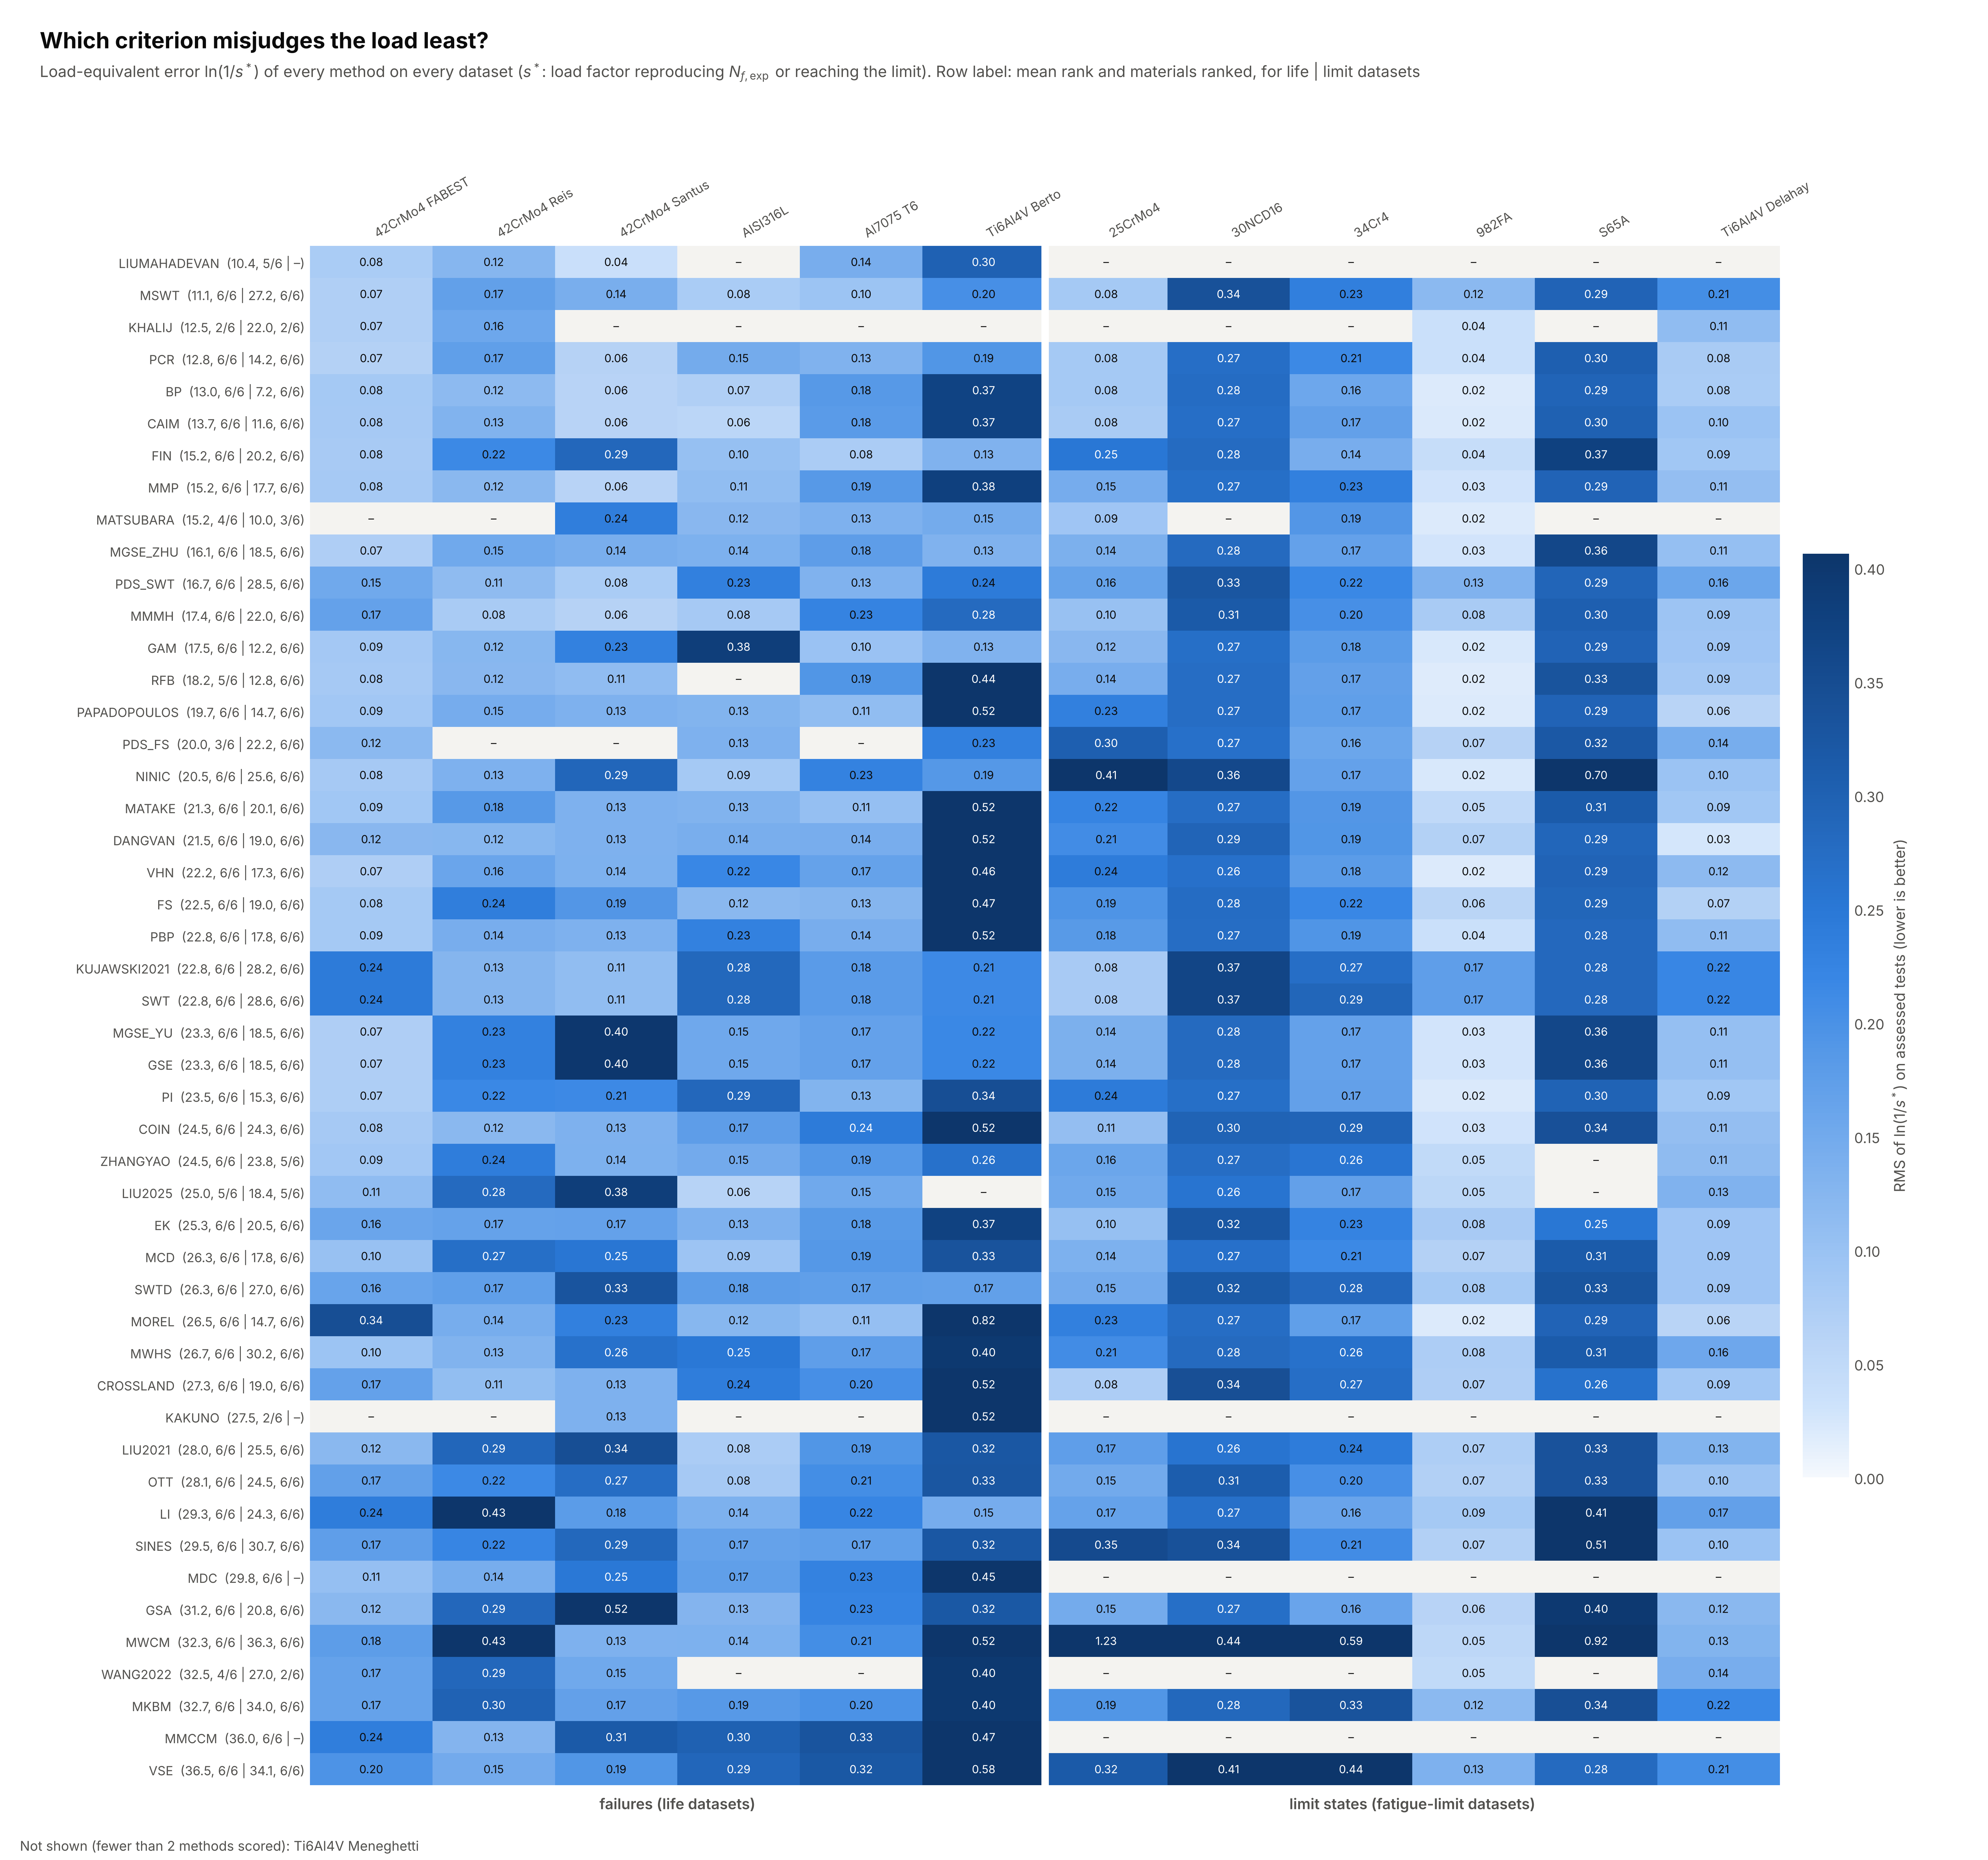 Which criterion misjudges the load least?
Load-equivalent error ln(1/s*) of every method on every dataset (s*: load factor reproducing N_f,exp or reaching the limit). Row label: mean rank and materials ranked, for life | limit datasets
42CrMo4 FABEST 42CrMo4 Reis 42CrMo4 Santus AISI316L Al7075 T6 Ti6Al4V Berto 25CrMo4 30NCD16 34Cr4 982FA S65A Ti6Al4V Delahay
LIUMAHADEVAN (10.4, 5/6 | –) 0.08 0.12 0.04 – 0.14 0.30 – – – – – –
MSWT (11.1, 6/6 | 27.2, 6/6) 0.07 0.17 0.14 0.08 0.10 0.20 0.08 0.34 0.23 0.12 0.29 0.21
KHALIJ (12.5, 2/6 | 22.0, 2/6) 0.07 0.16 – – – – – – – 0.04 – 0.11
PCR (12.8, 6/6 | 14.2, 6/6) 0.07 0.17 0.06 0.15 0.13 0.19 0.08 0.27 0.21 0.04 0.30 0.08
BP (13.0, 6/6 | 7.2, 6/6) 0.08 0.12 0.06 0.07 0.18 0.37 0.08 0.28 0.16 0.02 0.29 0.08
CAIM (13.7, 6/6 | 11.6, 6/6) 0.08 0.13 0.06 0.06 0.18 0.37 0.08 0.27 0.17 0.02 0.30 0.10
FIN (15.2, 6/6 | 20.2, 6/6) 0.08 0.22 0.29 0.10 0.08 0.13 0.25 0.28 0.14 0.04 0.37 0.09
MMP (15.2, 6/6 | 17.7, 6/6) 0.08 0.12 0.06 0.11 0.19 0.38 0.15 0.27 0.23 0.03 0.29 0.11
MATSUBARA (15.2, 4/6 | 10.0, 3/6) – – 0.24 0.12 0.13 0.15 0.09 – 0.19 0.02 – –
MGSE_ZHU (16.1, 6/6 | 18.5, 6/6) 0.07 0.15 0.14 0.14 0.18 0.13 0.14 0.28 0.17 0.03 0.36 0.11
PDS_SWT (16.7, 6/6 | 28.5, 6/6) 0.15 0.11 0.08 0.23 0.13 0.24 0.16 0.33 0.22 0.13 0.29 0.16
MMMH (17.4, 6/6 | 22.0, 6/6) 0.17 0.08 0.06 0.08 0.23 0.28 0.10 0.31 0.20 0.08 0.30 0.09
GAM (17.5, 6/6 | 12.2, 6/6) 0.09 0.12 0.23 0.38 0.10 0.13 0.12 0.27 0.18 0.02 0.29 0.09
RFB (18.2, 5/6 | 12.8, 6/6) 0.08 0.12 0.11 – 0.19 0.44 0.14 0.27 0.17 0.02 0.33 0.09
PAPADOPOULOS (19.7, 6/6 | 14.7, 6/6) 0.09 0.15 0.13 0.13 0.11 0.52 0.23 0.27 0.17 0.02 0.29 0.06
PDS_FS (20.0, 3/6 | 22.2, 6/6) 0.12 – – 0.13 – 0.23 0.30 0.27 0.16 0.07 0.32 0.14
NINIC (20.5, 6/6 | 25.6, 6/6) 0.08 0.13 0.29 0.09 0.23 0.19 0.41 0.36 0.17 0.02 0.70 0.10
MATAKE (21.3, 6/6 | 20.1, 6/6) 0.09 0.18 0.13 0.13 0.11 0.52 0.22 0.27 0.19 0.05 0.31 0.09
DANGVAN (21.5, 6/6 | 19.0, 6/6) 0.12 0.12 0.13 0.14 0.14 0.52 0.21 0.29 0.19 0.07 0.29 0.03
VHN (22.2, 6/6 | 17.3, 6/6) 0.07 0.16 0.14 0.22 0.17 0.46 0.24 0.26 0.18 0.02 0.29 0.12
FS (22.5, 6/6 | 19.0, 6/6) 0.08 0.24 0.19 0.12 0.13 0.47 0.19 0.28 0.22 0.06 0.29 0.07
PBP (22.8, 6/6 | 17.8, 6/6) 0.09 0.14 0.13 0.23 0.14 0.52 0.18 0.27 0.19 0.04 0.28 0.11
KUJAWSKI2021 (22.8, 6/6 | 28.2, 6/6) 0.24 0.13 0.11 0.28 0.18 0.21 0.08 0.37 0.27 0.17 0.28 0.22
SWT (22.8, 6/6 | 28.6, 6/6) 0.24 0.13 0.11 0.28 0.18 0.21 0.08 0.37 0.29 0.17 0.28 0.22
MGSE_YU (23.3, 6/6 | 18.5, 6/6) 0.07 0.23 0.40 0.15 0.17 0.22 0.14 0.28 0.17 0.03 0.36 0.11
GSE (23.3, 6/6 | 18.5, 6/6) 0.07 0.23 0.40 0.15 0.17 0.22 0.14 0.28 0.17 0.03 0.36 0.11
PI (23.5, 6/6 | 15.3, 6/6) 0.07 0.22 0.21 0.29 0.13 0.34 0.24 0.27 0.17 0.02 0.30 0.09
COIN (24.5, 6/6 | 24.3, 6/6) 0.08 0.12 0.13 0.17 0.24 0.52 0.11 0.30 0.29 0.03 0.34 0.11
ZHANGYAO (24.5, 6/6 | 23.8, 5/6) 0.09 0.24 0.14 0.15 0.19 0.26 0.16 0.27 0.26 0.05 – 0.11
LIU2025 (25.0, 5/6 | 18.4, 5/6) 0.11 0.28 0.38 0.06 0.15 – 0.15 0.26 0.17 0.05 – 0.13
EK (25.3, 6/6 | 20.5, 6/6) 0.16 0.17 0.17 0.13 0.18 0.37 0.10 0.32 0.23 0.08 0.25 0.09
MCD (26.3, 6/6 | 17.8, 6/6) 0.10 0.27 0.25 0.09 0.19 0.33 0.14 0.27 0.21 0.07 0.31 0.09
SWTD (26.3, 6/6 | 27.0, 6/6) 0.16 0.17 0.33 0.18 0.17 0.17 0.15 0.32 0.28 0.08 0.33 0.09
MOREL (26.5, 6/6 | 14.7, 6/6) 0.34 0.14 0.23 0.12 0.11 0.82 0.23 0.27 0.17 0.02 0.29 0.06
MWHS (26.7, 6/6 | 30.2, 6/6) 0.10 0.13 0.26 0.25 0.17 0.40 0.21 0.28 0.26 0.08 0.31 0.16
CROSSLAND (27.3, 6/6 | 19.0, 6/6) 0.17 0.11 0.13 0.24 0.20 0.52 0.08 0.34 0.27 0.07 0.26 0.09
KAKUNO (27.5, 2/6 | –) – – 0.13 – – 0.52 – – – – – –
LIU2021 (28.0, 6/6 | 25.5, 6/6) 0.12 0.29 0.34 0.08 0.19 0.32 0.17 0.26 0.24 0.07 0.33 0.13
OTT (28.1, 6/6 | 24.5, 6/6) 0.17 0.22 0.27 0.08 0.21 0.33 0.15 0.31 0.20 0.07 0.33 0.10
LI (29.3, 6/6 | 24.3, 6/6) 0.24 0.43 0.18 0.14 0.22 0.15 0.17 0.27 0.16 0.09 0.41 0.17
SINES (29.5, 6/6 | 30.7, 6/6) 0.17 0.22 0.29 0.17 0.17 0.32 0.35 0.34 0.21 0.07 0.51 0.10
MDC (29.8, 6/6 | –) 0.11 0.14 0.25 0.17 0.23 0.45 – – – – – –
GSA (31.2, 6/6 | 20.8, 6/6) 0.12 0.29 0.52 0.13 0.23 0.32 0.15 0.27 0.16 0.06 0.40 0.12
MWCM (32.3, 6/6 | 36.3, 6/6) 0.18 0.43 0.13 0.14 0.21 0.52 1.23 0.44 0.59 0.05 0.92 0.13
WANG2022 (32.5, 4/6 | 27.0, 2/6) 0.17 0.29 0.15 – – 0.40 – – – 0.05 – 0.14
MKBM (32.7, 6/6 | 34.0, 6/6) 0.17 0.30 0.17 0.19 0.20 0.40 0.19 0.28 0.33 0.12 0.34 0.22
MMCCM (36.0, 6/6 | –) 0.24 0.13 0.31 0.30 0.33 0.47 – – – – – –
VSE (36.5, 6/6 | 34.1, 6/6) 0.20 0.15 0.19 0.29 0.32 0.58 0.32 0.41 0.44 0.13 0.28 0.21
failures (life datasets) limit states (fatigue-limit datasets)
0.40
0.35
0.30
0.25
0.20
0.15
0.10
0.05
0.00
RMS of ln(1/s*) on assessed tests (lower is better)
Not shown (fewer than 2 methods scored): Ti6Al4V Meneghetti